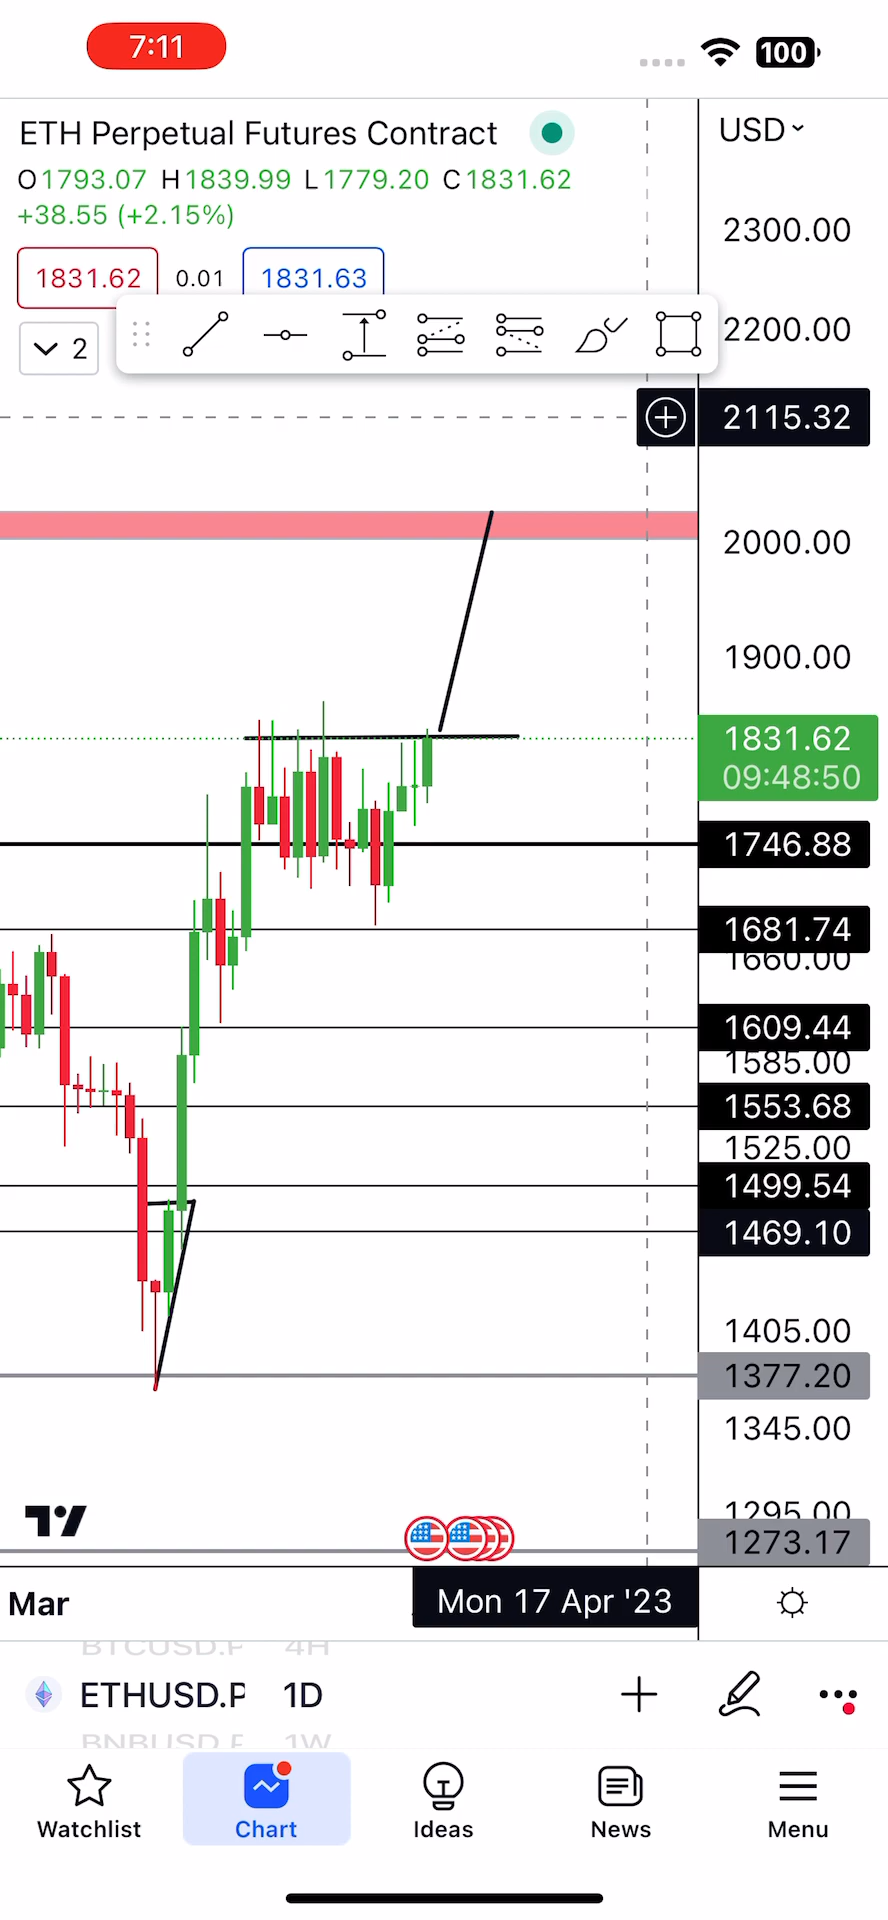 7:11
100
ETH Perpetual Futures Contract
USD
O1793.07 H1839.99 L1779.20 C1831.62
+38.55 (+2.15%)
1831.62 0.01 1831.63
2
2300.00
2200.00
2115.32
2000.00
1900.00
1831.62
09:48:50
1746.88
1681.74
1660.00
1609.44
1585.00
1553.68
1525.00
1499.54
1469.10
1405.00
1377.20
1345.00
1295.00
1273.17
Mar
Mon 17 Apr '23
BTCUSD.P 4H
ETHUSD.P 1D
BNBUSD.P 1W
Watchlist
Chart
Ideas
News
Menu